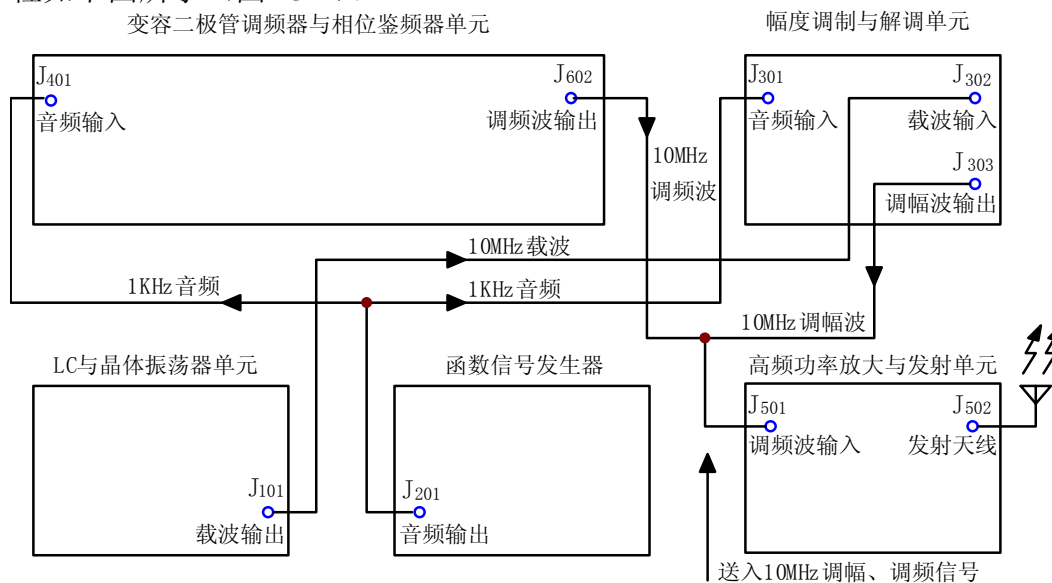 变容二极管调频器与相位鉴频器单元
幅度调制与解调单元
J401
音频输入
J602
调频波输出
J301
音频输入
J302
载波输入
J303
调幅波输出
10MHz
调频波
10MHz载波
1KHz音频
1KHz音频
10MHz调幅波
LC与晶体振荡器单元
函数信号发生器
高频功率放大与发射单元
J101
载波输出
J201
音频输出
J501
调频波输入
J502
发射天线
送入10MHz调幅、调频信号